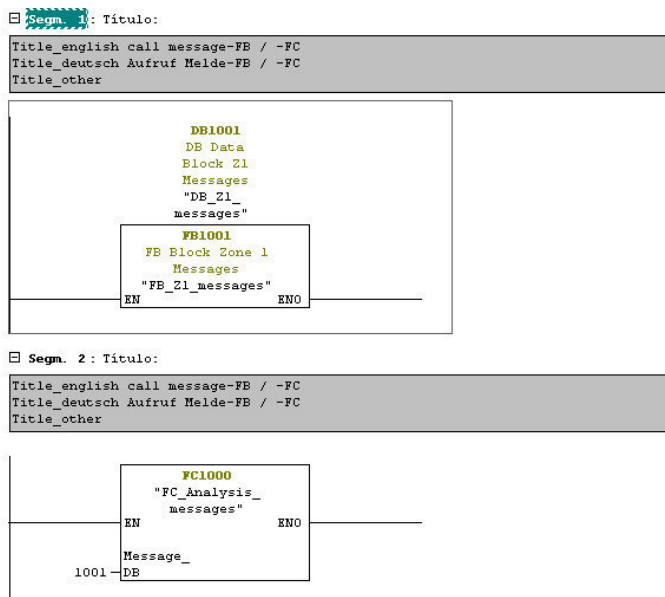 Segm. 1: Título:
Title_english call message-FB / -FC
Title_deutsch Aufruf Melde-FB / -FC
Title_other
DB1001
DB Data
Block Z1
Messages
"DB_Z1_
messages"
FB1001
FB Block Zone 1
Messages
"FB_Z1_messages"
EN ENO
Segm. 2 : Título:
Title_english call message-FB / -FC
Title_deutsch Aufruf Melde-FB / -FC
Title_other
FC1000
"FC_Analysis_
messages"
EN ENO
Message_
1001 DB